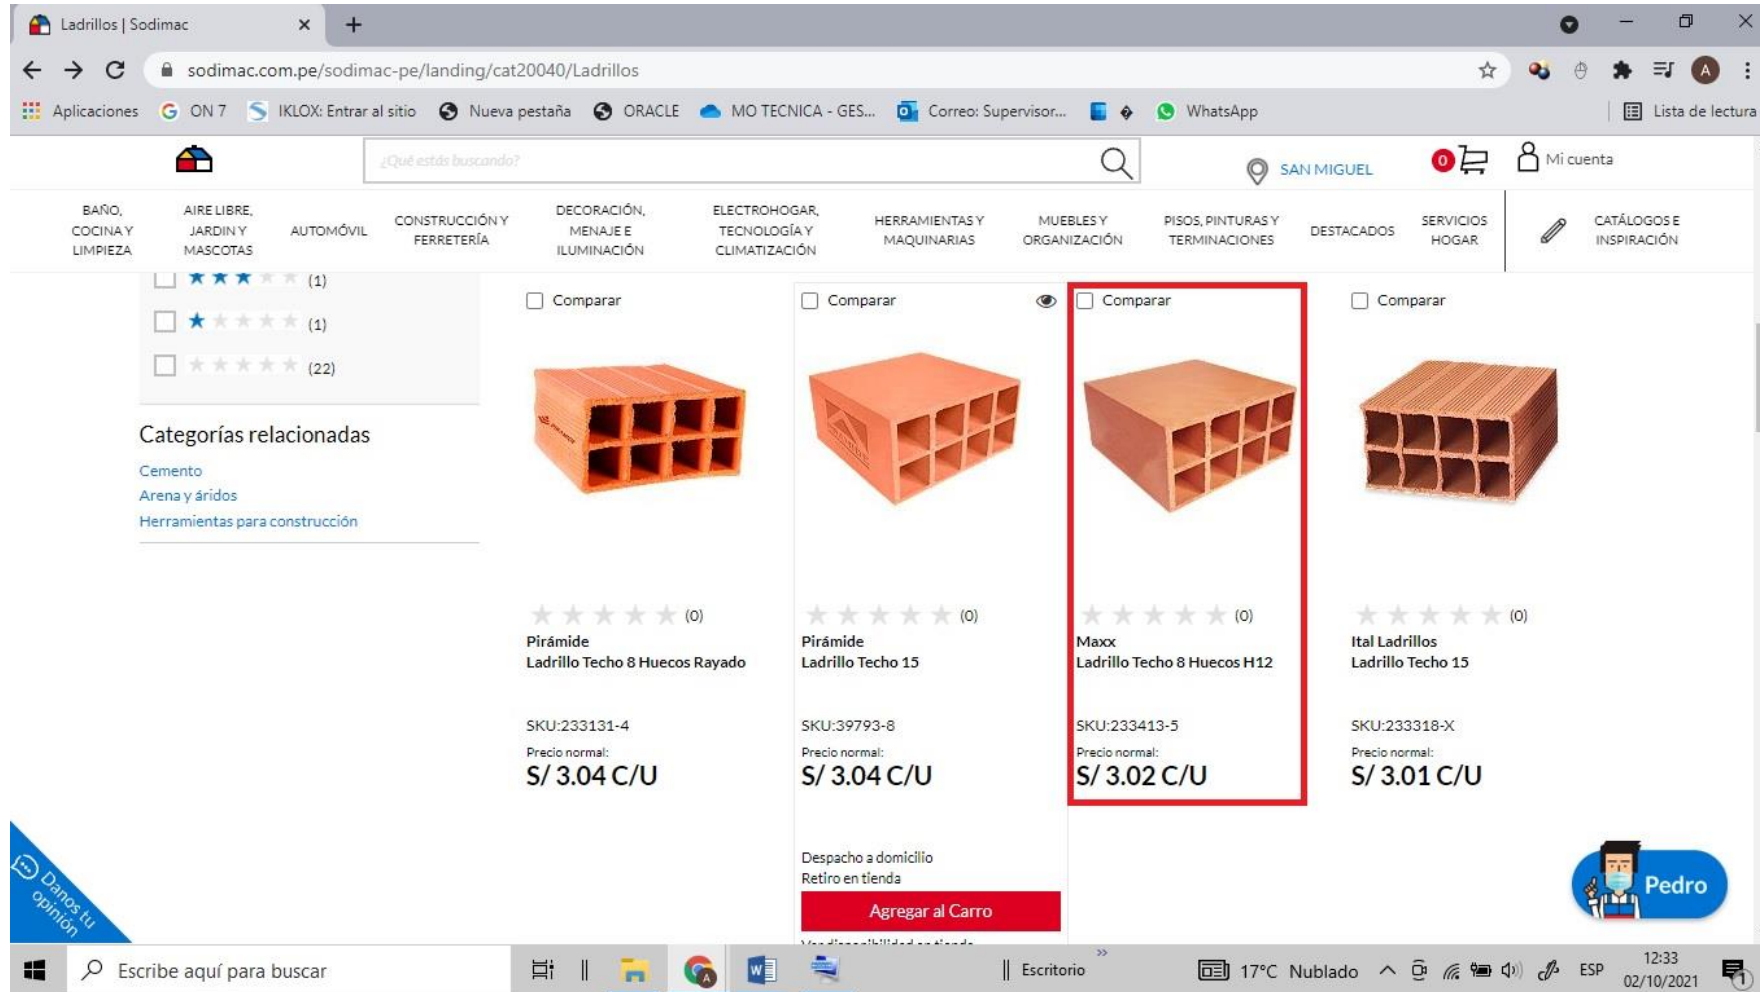 Ladrillos | Sodimac
sodimac.com.pe/sodimac-pe/landing/cat20040/Ladrillos
A
Aplicaciones
ON 7
IKLOX: Entrar al sitio
Nueva pestaña
ORACLE
MO TECNICA - GES...
Correo: Supervisor...
WhatsApp
Lista de lectura
¿Qué estás buscando?
SAN MIGUEL
0
Mi cuenta
BAÑO,
COCINA Y
LIMPIEZA
AIRE LIBRE,
JARDIN Y
MASCOTAS
AUTOMÓVIL
CONSTRUCCIÓN Y
FERRETERÍA
DECORACIÓN,
MENAJE E
ILUMINACIÓN
ELECTROHOGAR,
TECNOLOGÍA Y
CLIMATIZACIÓN
HERRAMIENTAS Y
MAQUINARIAS
MUEBLES Y
ORGANIZACIÓN
PISOS, PINTURAS Y
TERMINACIONES
DESTACADOS
SERVICIOS
HOGAR
CATÁLOGOS E
INSPIRACIÓN
(1)
(1)
(22)
Categorías relacionadas
Cemento
Arena y áridos
Herramientas para construcción
Comparar
(0)
Pirámide
Ladrillo Techo 8 Huecos Rayado
SKU:233131-4
Precio normal:
S/ 3.04 C/U
Comparar
(0)
Pirámide
Ladrillo Techo 15
SKU:39793-8
Precio normal:
S/ 3.04 C/U
Despacho a domicilio
Retiro en tienda
Agregar al Carro
Comparar
(0)
Maxx
Ladrillo Techo 8 Huecos H12
SKU:233413-5
Precio normal:
S/ 3.02 C/U
Comparar
(0)
Ital Ladrillos
Ladrillo Techo 15
SKU:233318-X
Precio normal:
S/ 3.01 C/U
Danos tu
opinión
Pedro
Escribe aquí para buscar
Escritorio
17°C Nublado
ESP
12:33
02/10/2021
1